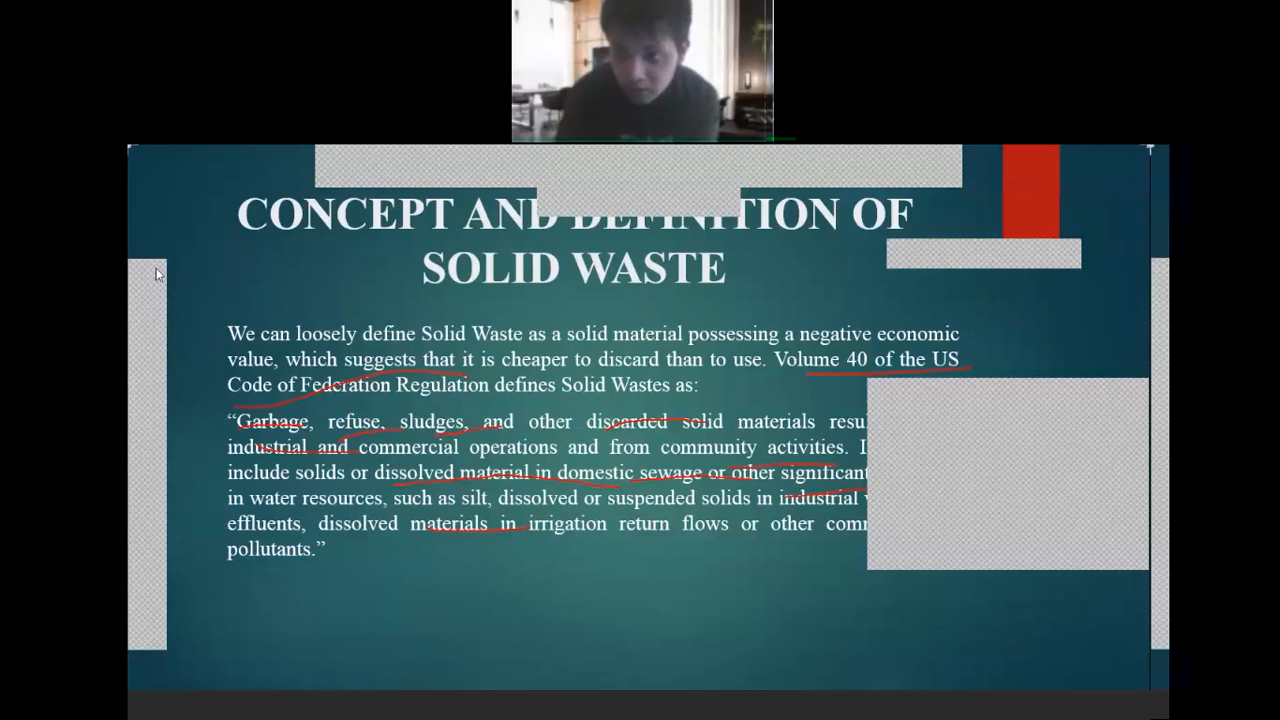 CONCEPT AND DEFINITION OF
SOLID WASTE
We can loosely define Solid Waste as a solid material possessing a negative economic
value, which suggests that it is cheaper to discard than to use. Volume 40 of the US
Code of Federation Regulation defines Solid Wastes as:
“Garbage, refuse, sludges, and other discarded solid materials
industrial and commercial operations and from community activities.
include solids or dissolved material in domestic sewage or other significant
in water resources, such as silt, dissolved or suspended solids in industrial
effluents, dissolved materials in irrigation return flows or other
pollutants.”